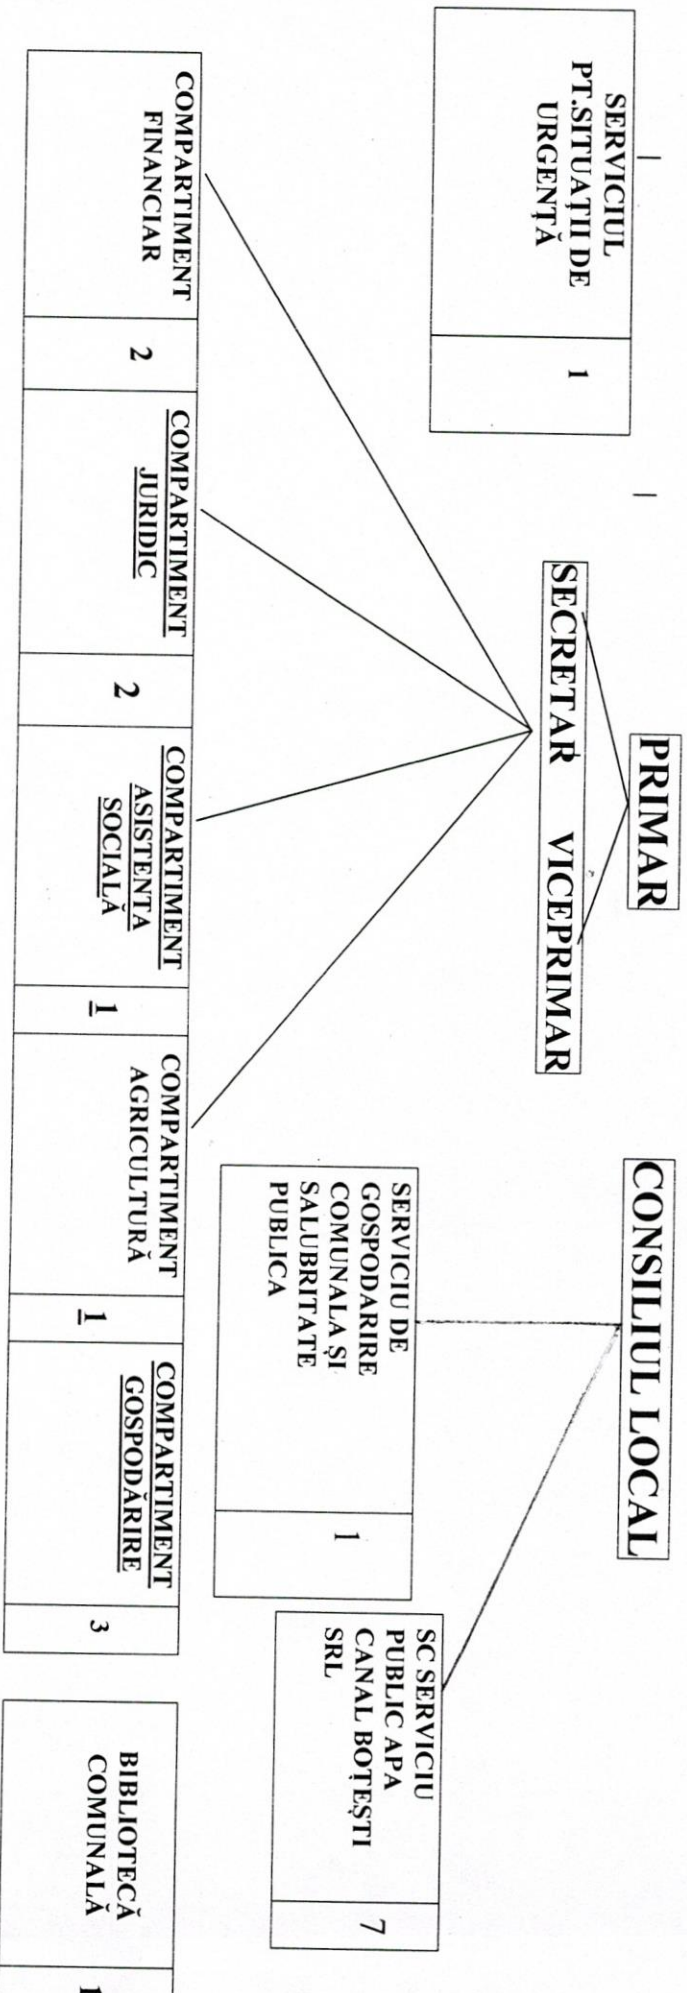 PRIMAR
CONSILIUL LOCAL
SERVICIUL
PT.SITUAȚII DE
URGENȚĂ
1
SECRETAR VICEPRIMAR
SERVICIU DE
GOSPODARIRE
COMUNALA ȘI
SALUBRITATE
PUBLICA
1
SC SERVICIU
PUBLIC APA
CANAL BOȚEȘTI
SRL
7
COMPARTIMENT
FINANCIAR
2
COMPARTIMENT
JURIDIC
2
COMPARTIMENT
ASISTENTA
SOCIALĂ
1
COMPARTIMENT
AGRICULTURĂ
1
COMPARTIMENT
GOSPODĂRIRE
3
BIBLIOTECĂ
COMUNALĂ
1